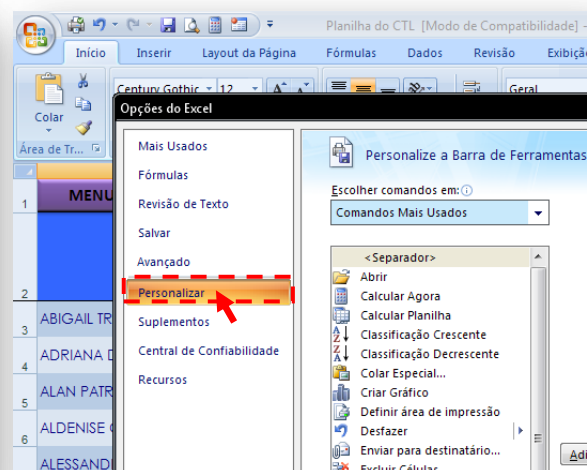 Planilha do CTL [Modo de Compatibilidade] -
Início Inserir Layout da Página Fórmulas Dados Revisão Exibiçã
Colar
Century Gothic 12 A A Geral
Área de Tr...
Opções do Excel
Mais Usados
Fórmulas
Revisão de Texto
Salvar
Avançado
Personalizar
Suplementos
Central de Confiabilidade
Recursos
Personalize a Barra de Ferramentas
Escolher comandos em:
Comandos Mais Usados
<Separador>
Abrir
Calcular Agora
Calcular Planilha
Classificação Crescente
Classificação Decrescente
Colar Especial...
Criar Gráfico
Definir área de impressão
Desfazer
Enviar para destinatário...
Excluir Células
Adi
1 MENU
2
3 ABIGAIL TR
4 ADRIANA D
5 ALAN PATR
6 ALDENISE
ALESSAND